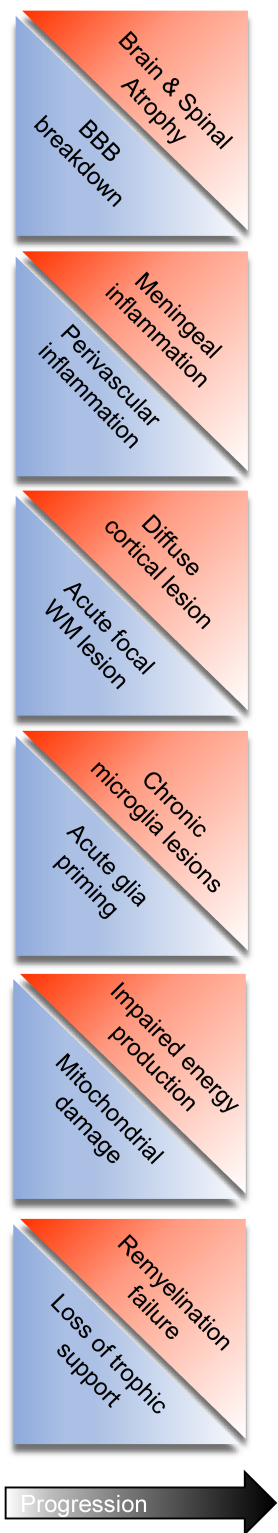 Brain & Spinal
Atrophy
BBB
breakdown
Meningeal
inflammation
Perivascular
inflammation
Diffuse
cortical lesion
Acute focal
WM lesion
Chronic
microglia lesions
Acute glia
priming
Impaired energy
production
Mitochondrial
damage
Remyelination
failure
Loss of trophic
support
Progression